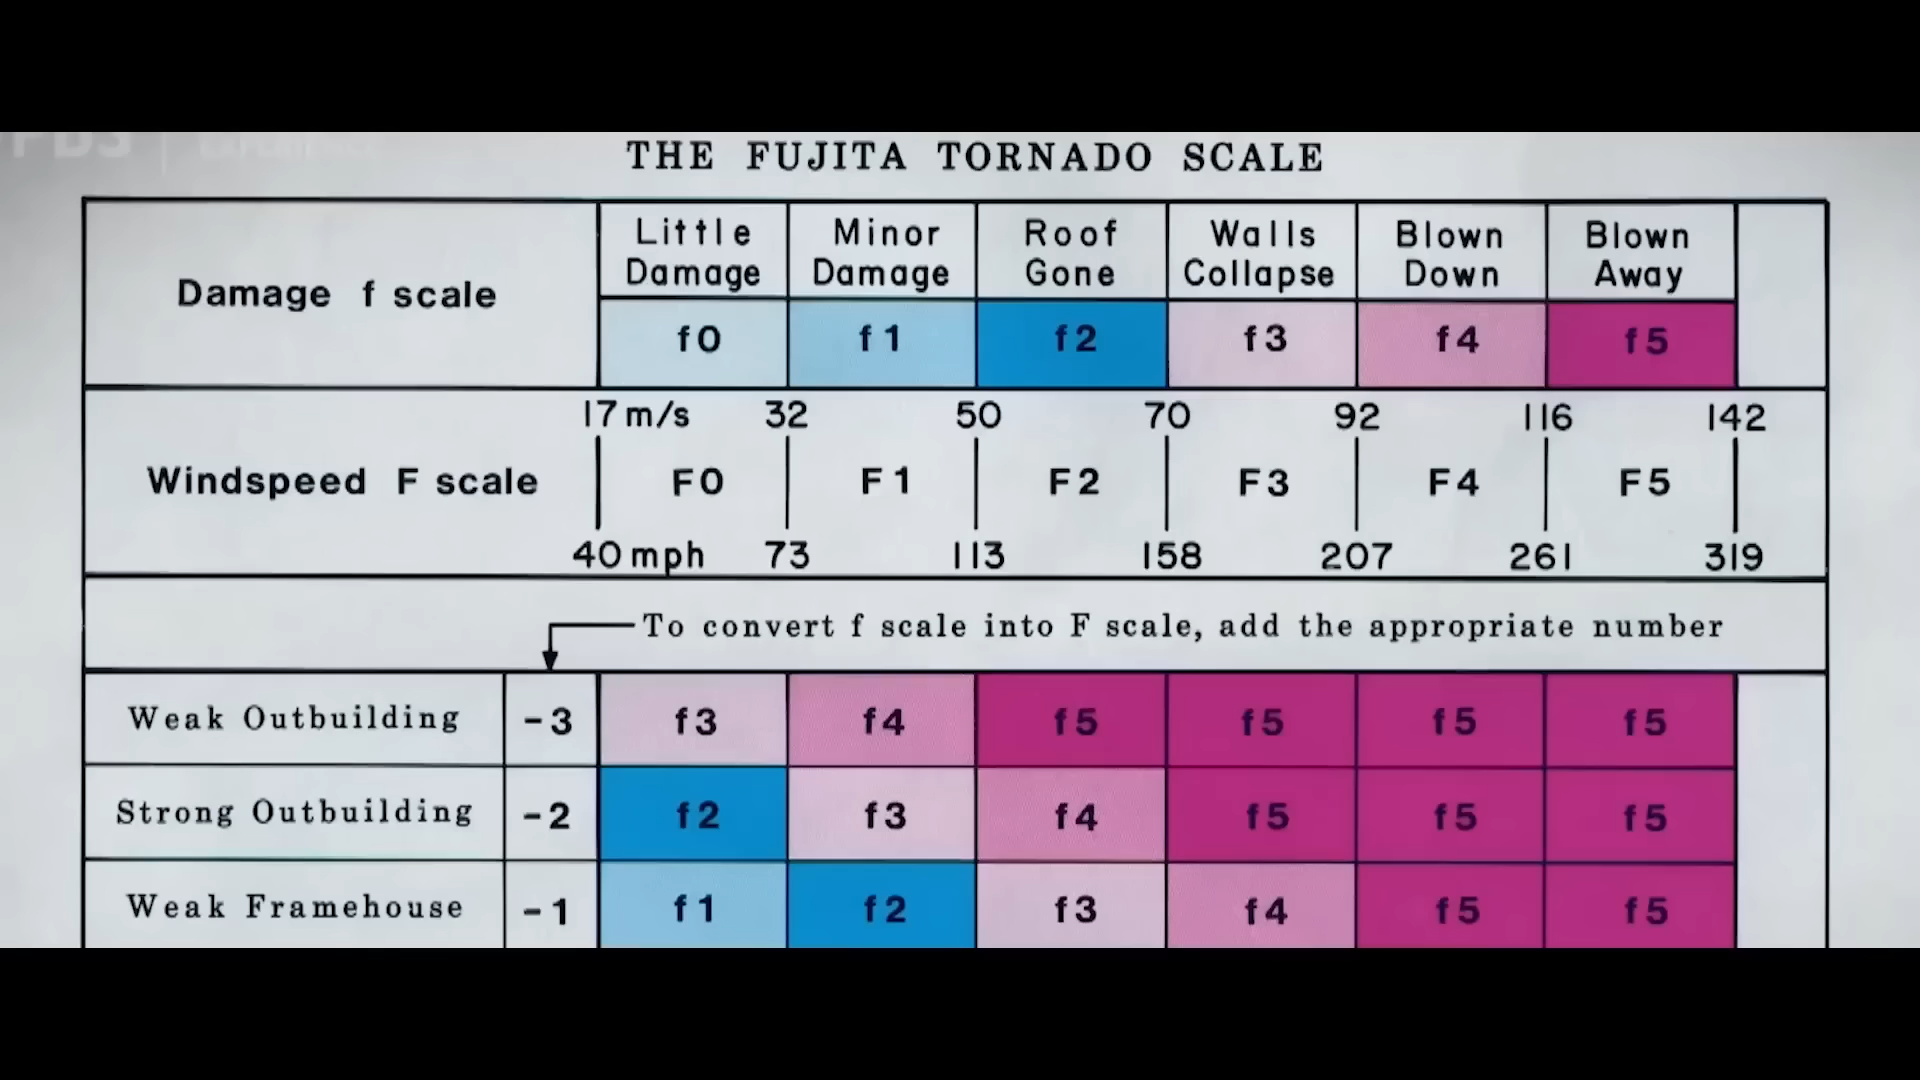 PBS
THE FUJITA TORNADO SCALE
Damage f scale
Little Damage
Minor Damage
Roof Gone
Walls Collapse
Blown Down
Blown Away
f0 f1 f2 f3 f4 f5
17 m/s 32 50 70 92 116 142
Windspeed F scale F0 F1 F2 F3 F4 F5
40 mph 73 113 158 207 261 319
To convert f scale into F scale, add the appropriate number
Weak Outbuilding -3 f3 f4 f5 f5 f5 f5
Strong Outbuilding -2 f2 f3 f4 f5 f5 f5
Weak Framehouse -1 f1 f2 f3 f4 f5 f5